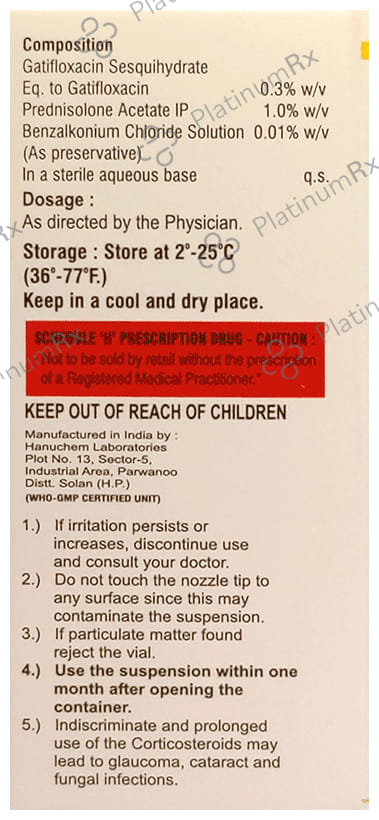 Composition
Gatifloxacin Sesquihydrate
Eq. to Gatifloxacin 0.3% w/v
Prednisolone Acetate IP 1.0% w/v
Benzalkonium Chloride Solution 0.01% w/v
(As preservative)
In a sterile aqueous base q.s.
Dosage :
As directed by the Physician.
Storage : Store at 2°-25°C
(36°-77°F.)
Keep in a cool and dry place.
SCHEDULE "H" PRESCRIPTION DRUG - CAUTION :
"Not to be sold by retail without the prescription
of a Registered Medical Practitioner."
KEEP OUT OF REACH OF CHILDREN
Manufactured in India by :
Hanuchem Laboratories
Plot No. 13, Sector-5,
Industrial Area, Parwanoo
Distt. Solan (H.P.)
(WHO-GMP CERTIFIED UNIT)
1.) If irritation persists or
increases, discontinue use
and consult your doctor.
2.) Do not touch the nozzle tip to
any surface since this may
contaminate the suspension.
3.) If particulate matter found
reject the vial.
4.) Use the suspension within one
month after opening the
container.
5.) Indiscriminate and prolonged
use of the Corticosteroids may
lead to glaucoma, cataract and
fungal infections.
PlatinumRx
PlatinumRx
PlatinumRx
PlatinumRx